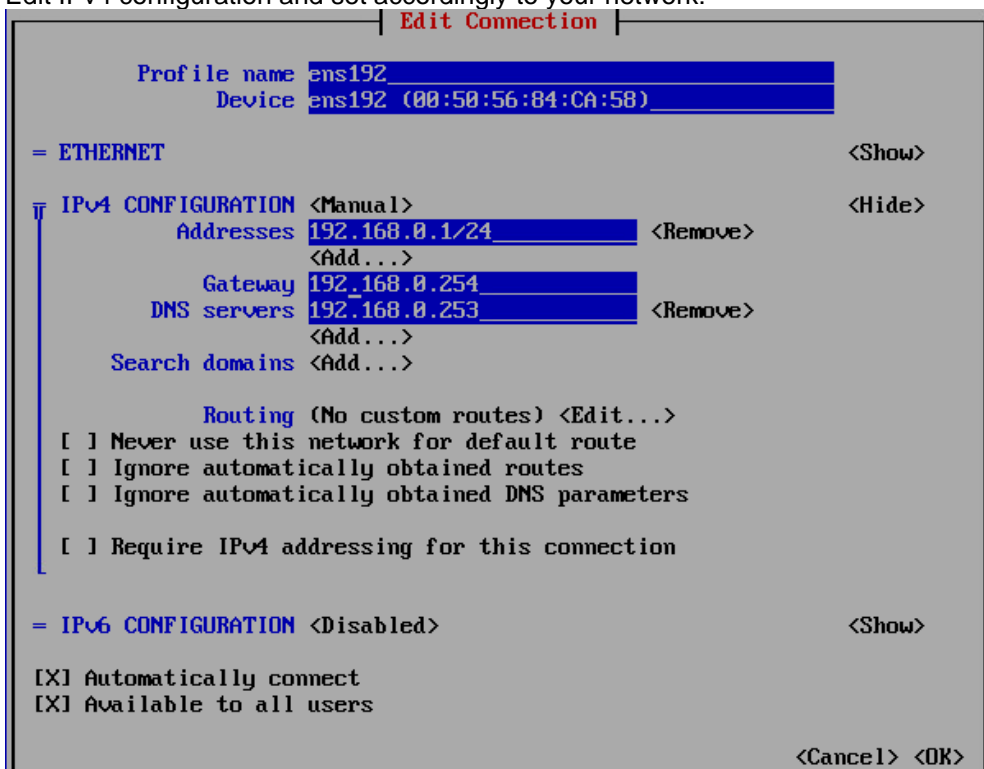 Edit IPv4 configuration and set accordingly to your network.
Edit Connection
Profile name ens192
Device ens192 (00:50:56:84:CA:58)
= ETHERNET <Show>
IPv4 CONFIGURATION <Manual> <Hide>
Addresses 192.168.0.1/24 <Remove>
<Add...>
Gateway 192.168.0.254
DNS servers 192.168.0.253 <Remove>
<Add...>
Search domains <Add...>
Routing (No custom routes) <Edit...>
[ ] Never use this network for default route
[ ] Ignore automatically obtained routes
[ ] Ignore automatically obtained DNS parameters
[ ] Require IPv4 addressing for this connection
= IPv6 CONFIGURATION <Disabled> <Show>
[X] Automatically connect
[X] Available to all users
<Cancel> <OK>